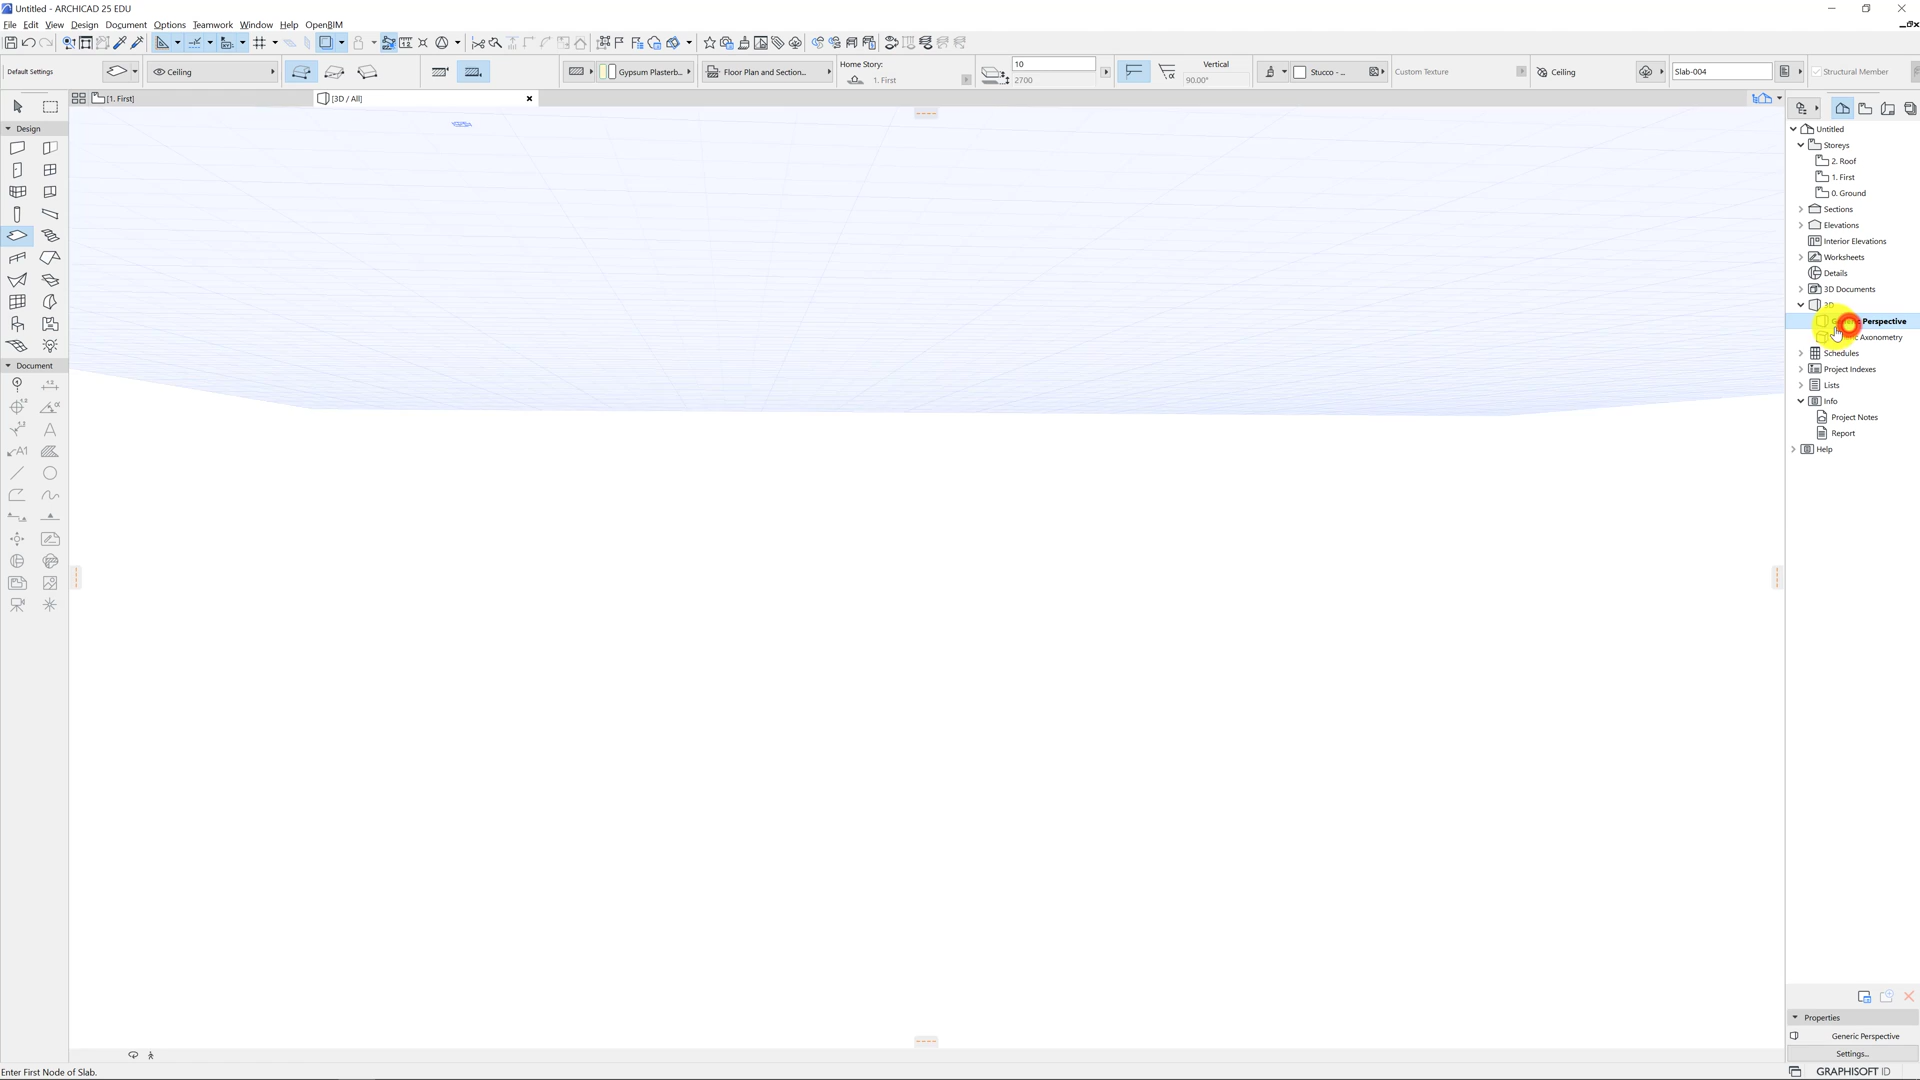 Untitled - ARCHICAD 25 EDU
File Edit View Design Document Options Teamwork Window Help OpenBIM
Default Settings
Ceiling
Gypsum Plasterb...
Floor Plan and Section...
Home Story:
1. First
10
2700
Vertical
90.00°
Stucco - ...
Custom Texture
Ceiling
Slab-004
Structural Member
[1. First]
[3D / All]
Design
Document
A1
Untitled
Storeys
2. Roof
1. First
0. Ground
Sections
Elevations
Interior Elevations
Worksheets
Details
3D Documents
3D
Perspective
Axonometry
Schedules
Project Indexes
Lists
Info
Project Notes
Report
Help
Properties
Generic Perspective
Settings...
Enter First Node of Slab.
GRAPHISOFT ID